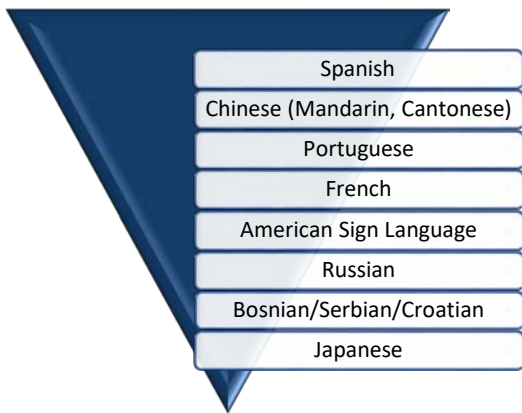 Spanish
Chinese (Mandarin, Cantonese)
Portuguese
French
American Sign Language
Russian
Bosnian/Serbian/Croatian
Japanese